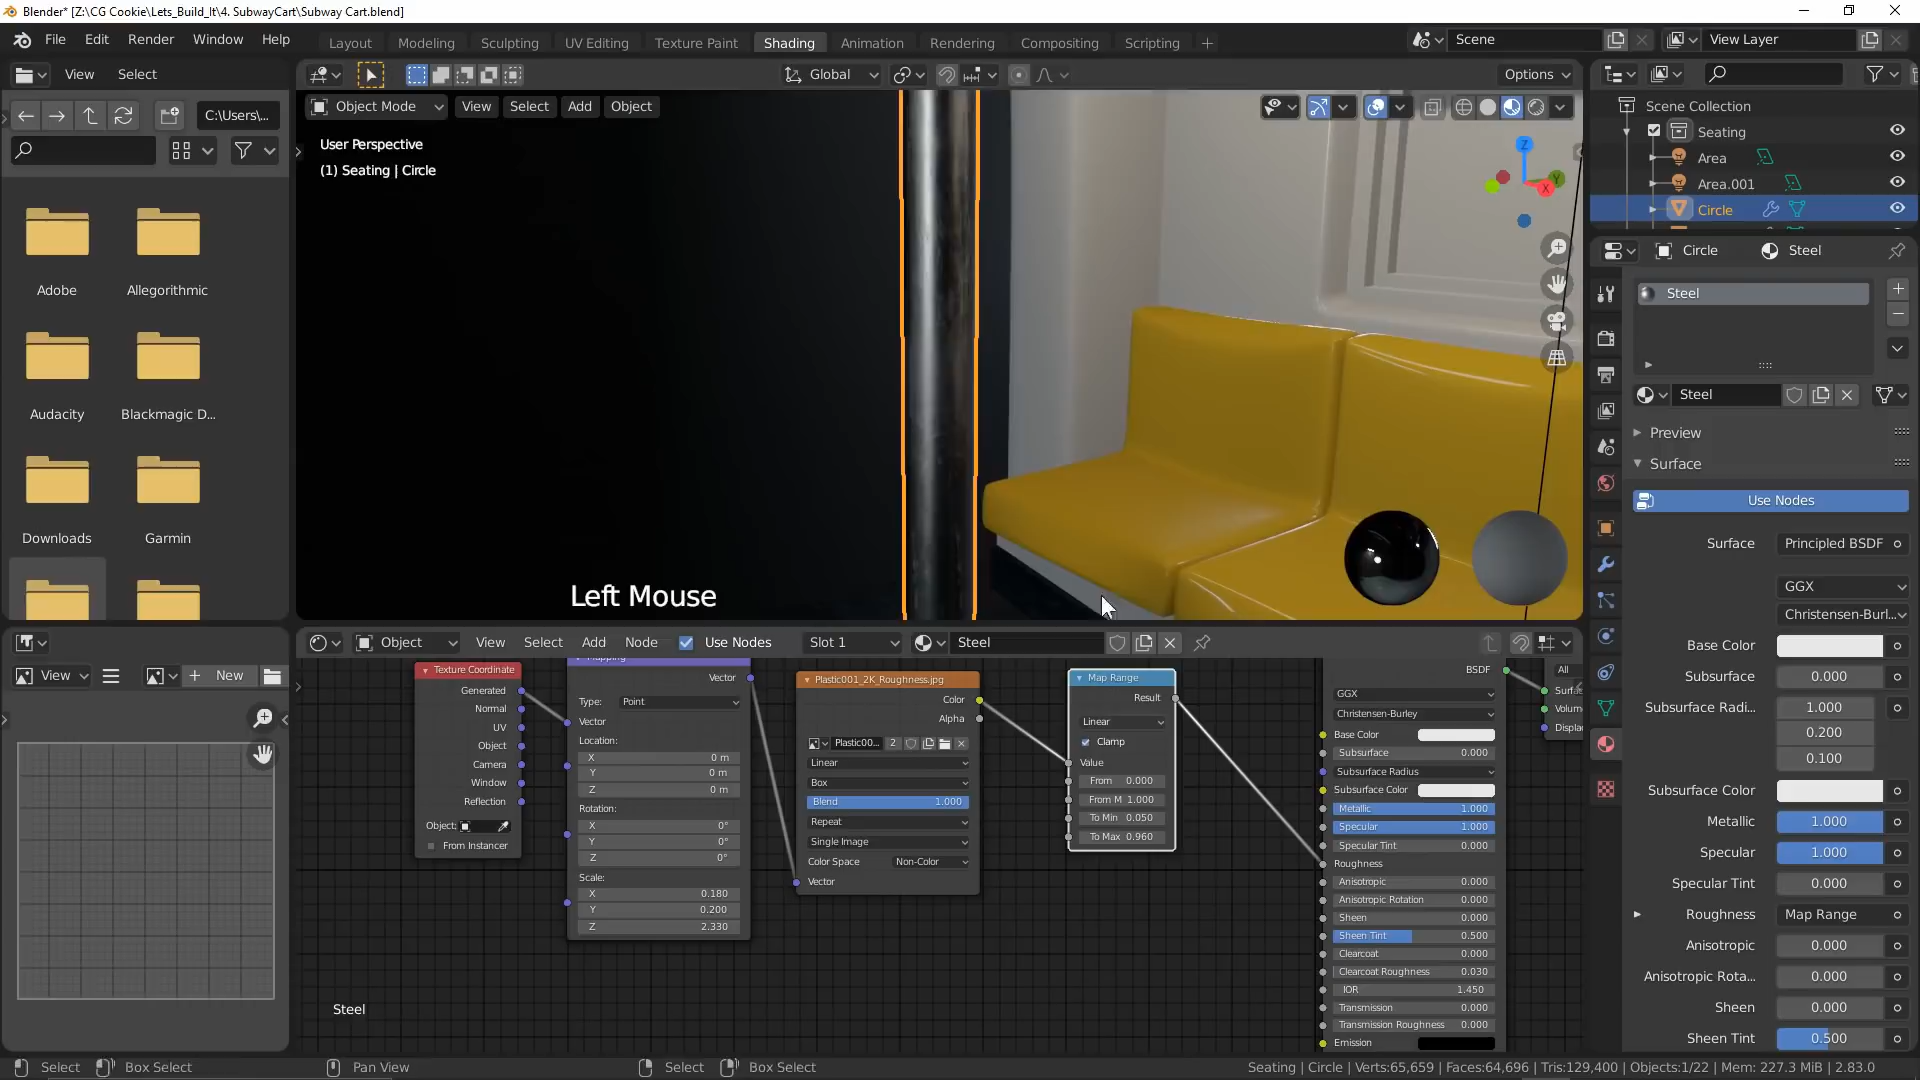 Blender* [Z:\CG Cookie\Lets_Build_It\4. SubwayCart\Subway Cart.blend]
File Edit Render Window Help
Layout Modeling Sculpting UV Editing Texture Paint Shading Animation Rendering Compositing Scripting +
Scene
View Layer
View Select
Global
Options
C:\Users\...
Object Mode View Select Add Object
User Perspective
(1) Seating | Circle
Z
Y
X
Adobe
Allegorithmic
Audacity
Blackmagic D...
Downloads
Garmin
Left Mouse
Scene Collection
Seating
Area
Area.001
Circle
Circle Steel
Steel
Steel
Preview
Surface
Use Nodes
Surface Principled BSDF
GGX
Christensen-Burl...
Base Color
Subsurface 0.000
Subsurface Radi... 1.000
0.200
0.100
Subsurface Color
Metallic 1.000
Specular 1.000
Specular Tint 0.000
Roughness Map Range
Anisotropic 0.000
Anisotropic Rota... 0.000
Sheen 0.000
Sheen Tint 0.500
View
New
Object View Select Add Node Use Nodes Slot 1 Steel
Texture Coordinate
Generated
Normal
UV
Object
Camera
Window
Reflection
Object:
From Instancer
Mapping
Vector
Type: Point
Vector
Location:
X 0 m
Y 0 m
Z 0 m
Rotation:
X 0°
Y 0°
Z 0°
Scale:
X 0.180
Y 0.200
Z 2.330
Plastic001_2K_Roughness.jpg
Color
Alpha
Plastic00... 2
Linear
Box
Blend 1.000
Repeat
Single Image
Color Space Non-Color
Vector
Map Range
Result
Linear
Clamp
Value
From 0.000
From M 1.000
To Min 0.050
To Max 0.960
BSDF
GGX
Christensen-Burley
Base Color
Subsurface 0.000
Subsurface Radius
Subsurface Color
Metallic 1.000
Specular 1.000
Specular Tint 0.000
Roughness
Anisotropic 0.000
Anisotropic Rotation 0.000
Sheen 0.000
Sheen Tint 0.500
Clearcoat 0.000
Clearcoat Roughness 0.030
IOR 1.450
Transmission 0.000
Transmission Roughness 0.000
Emission
All
Surfac
Volum
Displac
Steel
Select Box Select Pan View Select Box Select
Seating | Circle | Verts:65,659 | Faces:64,696 | Tris:129,400 | Objects:1/22 | Mem: 227.3 MiB | 2.83.0